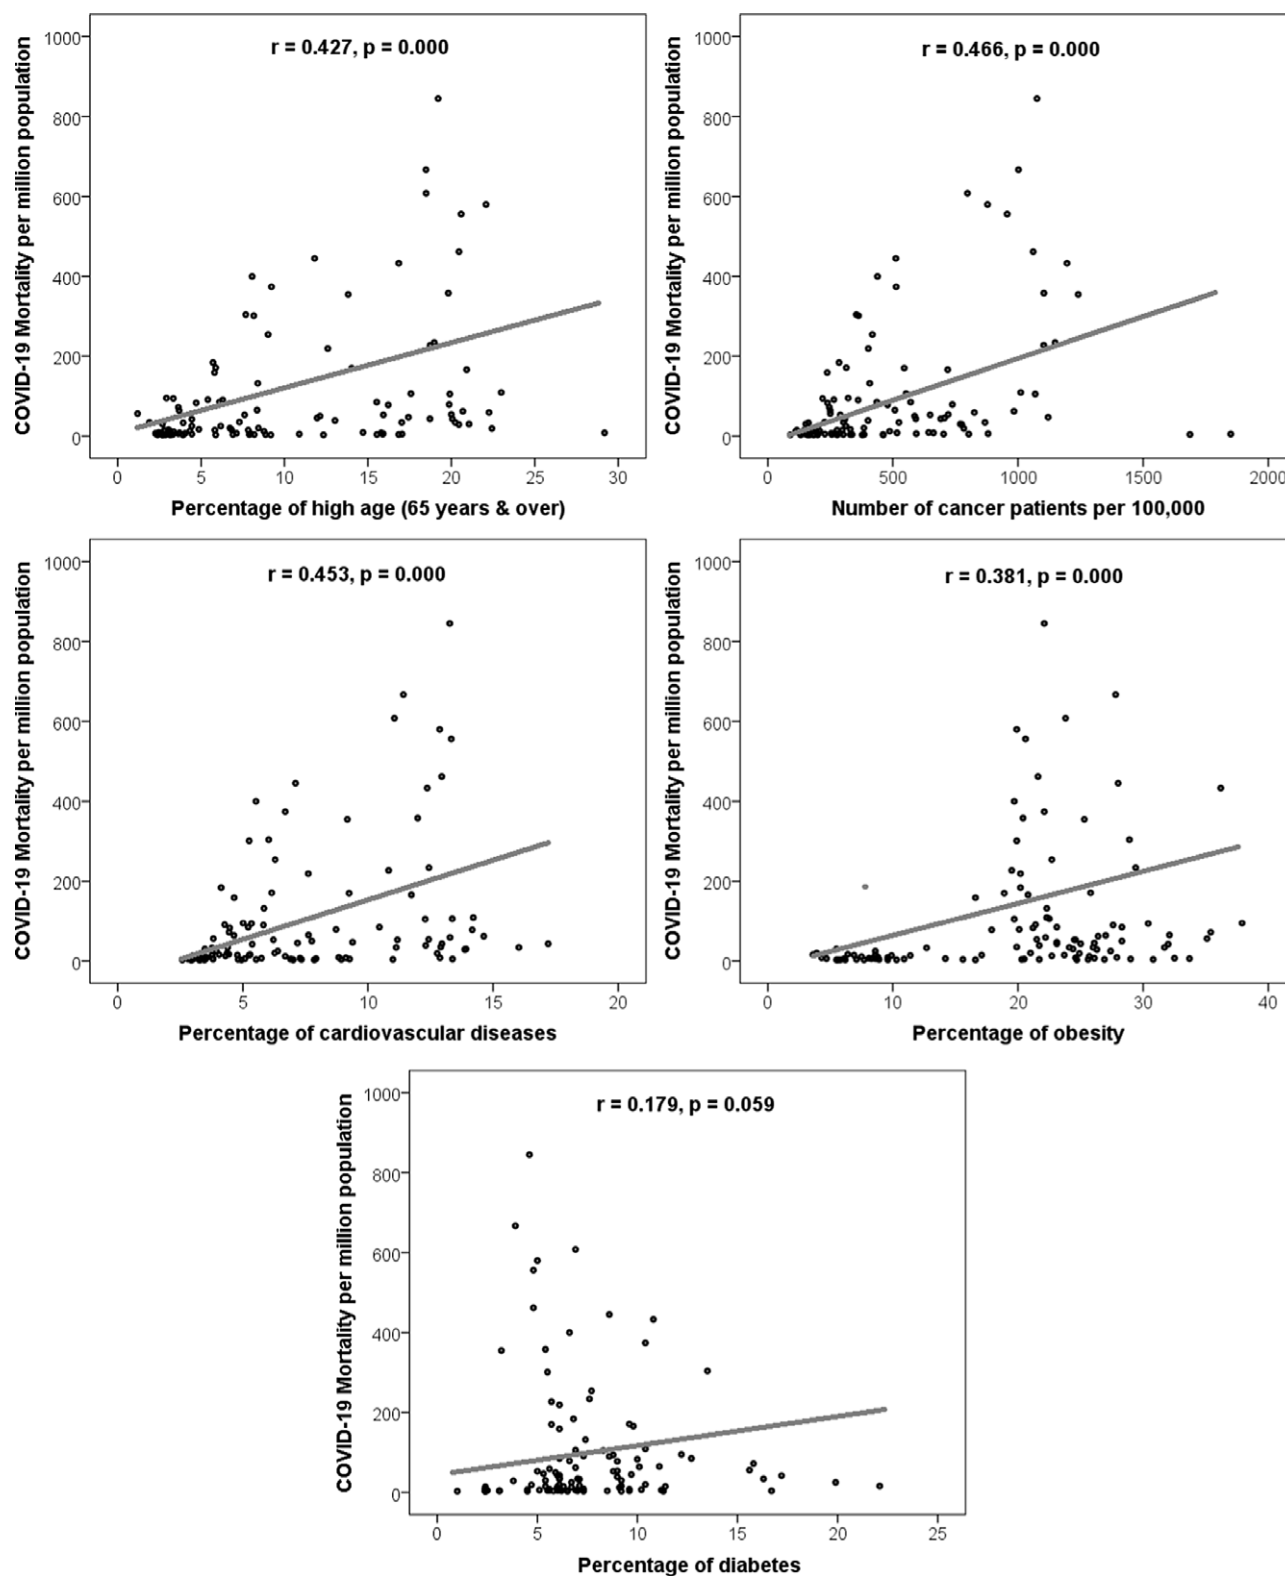 r = 0.427, p = 0.000
COVID-19 Mortality per million population
1000
800
600
400
200
0
0 5 10 15 20 25 30
Percentage of high age (65 years & over)
r = 0.466, p = 0.000
COVID-19 Mortality per million population
1000
800
600
400
200
0
0 500 1000 1500 2000
Number of cancer patients per 100,000
r = 0.453, p = 0.000
COVID-19 Mortality per million population
1000
800
600
400
200
0
0 5 10 15 20
Percentage of cardiovascular diseases
r = 0.381, p = 0.000
COVID-19 Mortality per million population
1000
800
600
400
200
0
0 10 20 30 40
Percentage of obesity
r = 0.179, p = 0.059
COVID-19 Mortality per million population
1000
800
600
400
200
0
0 5 10 15 20 25
Percentage of diabetes